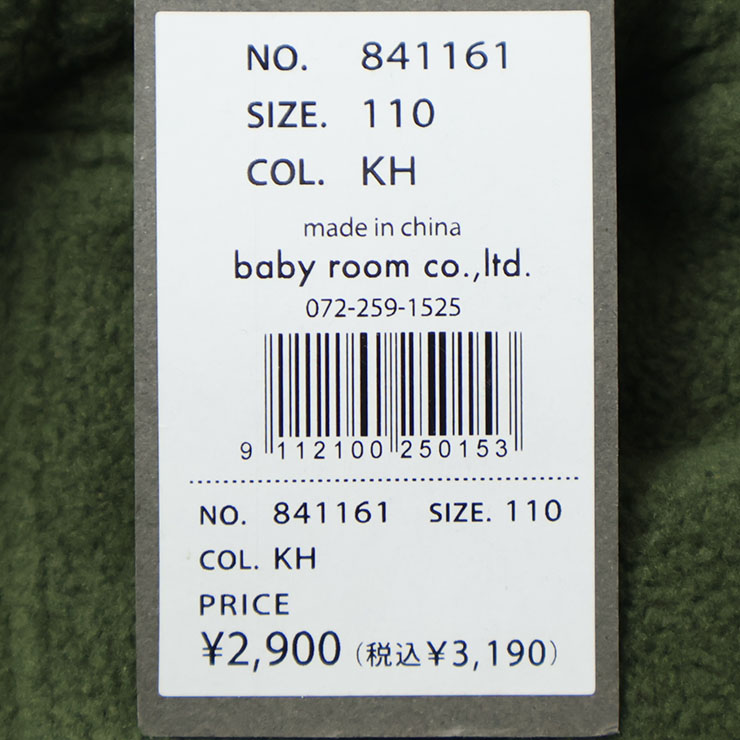 NO. 841161
SIZE. 110
COL. KH
made in china
baby room co.,ltd.
072-259-1525
9 112100 250153
NO. 841161 SIZE. 110
COL. KH
PRICE
¥2,900 (税込¥3,190)